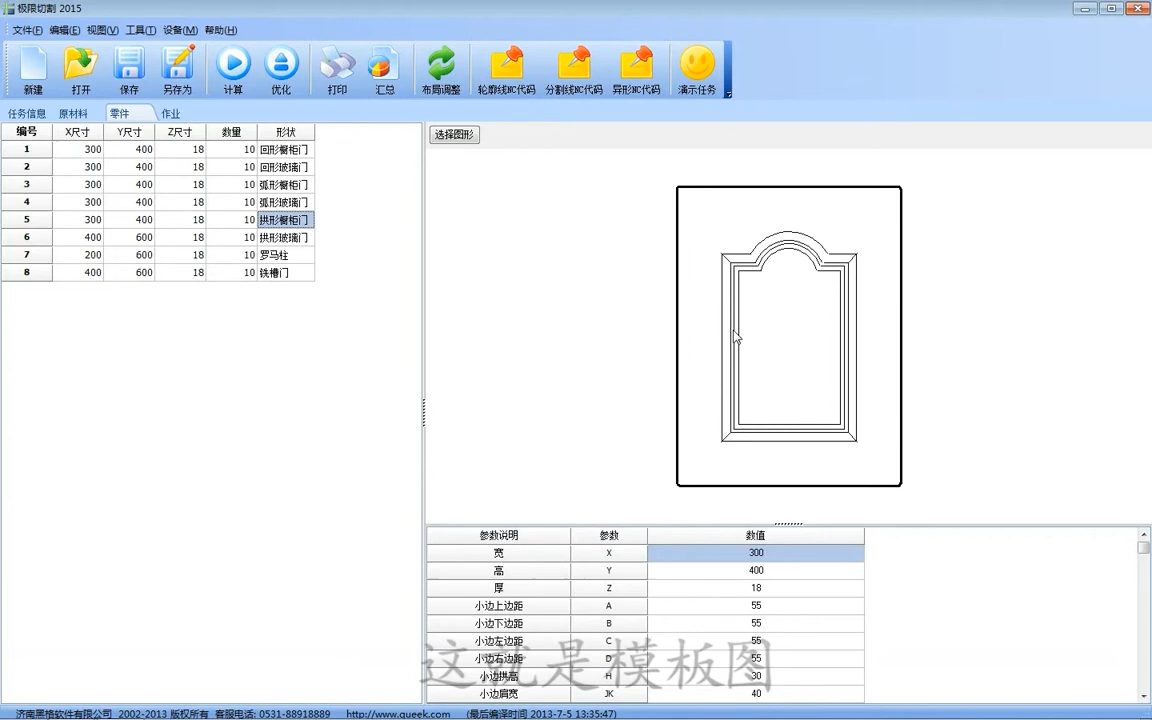 极限切割 2015
文件(F) 编辑(E) 视图(V) 工具(T) 设备(M) 帮助(H)
新建 打开 保存 另存为 计算 优化 打印 汇总 布局调整 轮廓线NC代码 分割线NC代码 异形NC代码 演示任务
任务信息 原材料 零件 作业
编号 X尺寸 Y尺寸 Z尺寸 数量 形状
1 300 400 18 10 回形橱柜门
2 300 400 18 10 回形玻璃门
3 300 400 18 10 弧形橱柜门
4 300 400 18 10 弧形玻璃门
5 300 400 18 10 拱形橱柜门
6 400 600 18 10 拱形玻璃门
7 200 600 18 10 罗马柱
8 400 600 18 10 铣槽门
选择图形
参数说明 参数 数值
宽 X 300
高 Y 400
厚 Z 18
小边上边距 A 55
小边下边距 B 55
小边左边距 C 55
小边右边距 D 55
小边拱高 H 30
小边肩宽 JK 40
这就是模板图
济南黑格软件有限公司 2002-2013 版权所有 客服电话: 0531-88918889 http://www.gueek.com (最后编译时间 2013-7-5 13:35:47)